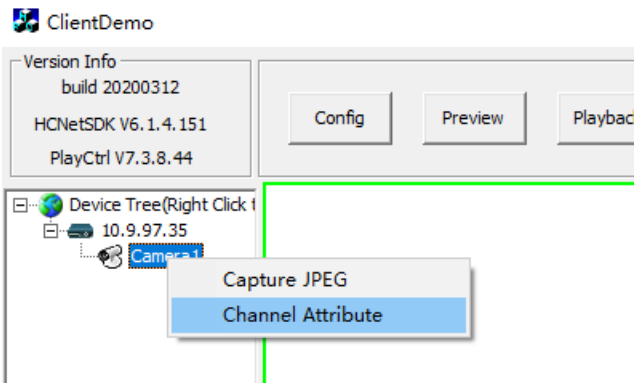 ClientDemo
Version Info
build 20200312
HCNetSDK V6.1.4.151
PlayCtrl V7.3.8.44
Config
Preview
Playbac
Device Tree(Right Click t
10.9.97.35
Camera1
Capture JPEG
Channel Attribute